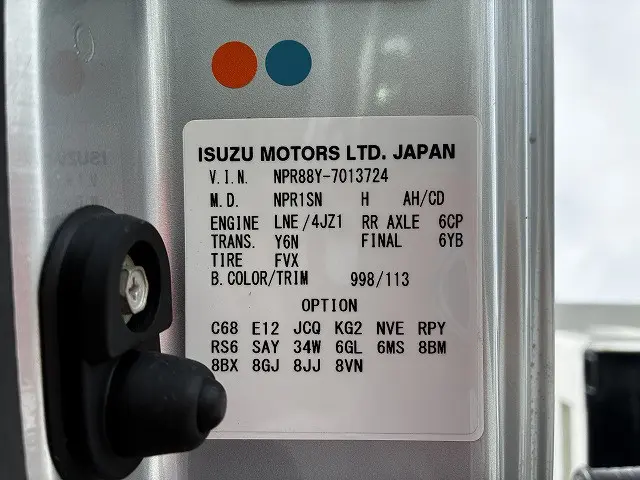 ISUZU MOTORS LTD. JAPAN
V.I.N. NPR88Y-7013724
M.D. NPR1SN H AH/CD
ENGINE LNE/4JZ1 RR AXLE 6CP
TRANS. Y6N FINAL 6YB
TIRE FVX
B.COLOR/TRIM 998/113
OPTION
C68 E12 JCQ KG2 NVE RPY
RS6 SAY 34W 6GL 6MS 8BM
8BX 8GJ 8JJ 8VN